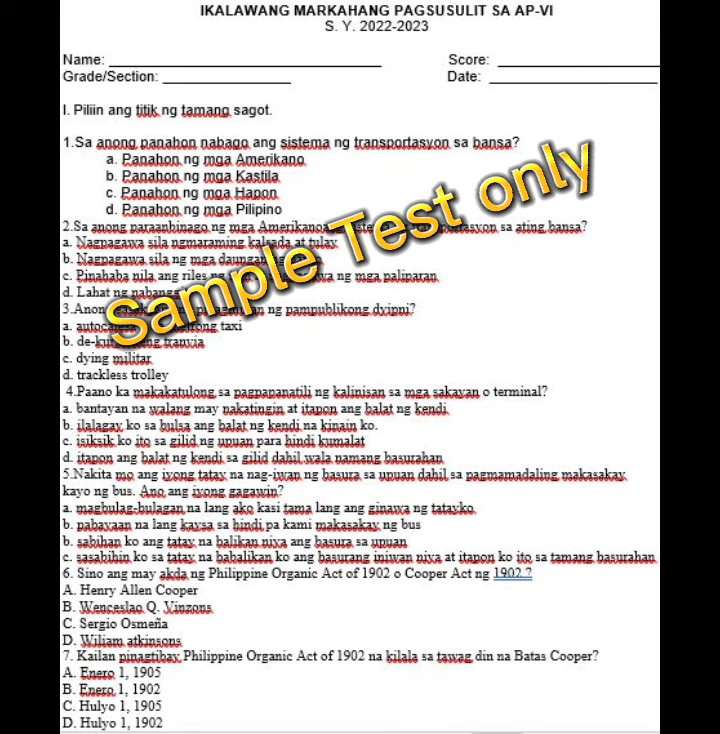 IKALAWANG MARKAHANG PAGSUSULIT SA AP-VI
S. Y. 2022-2023
Name: ____________________ Score: ____________________
Grade/Section: ____________________ Date: ____________________
I. Piliin ang titik ng tamang sagot.
1.Sa anong panahon nabago ang sistema ng transportasyon sa bansa?
a. Panahon ng mga Amerikano
b. Panahon ng mga Kastila
c. Panahon ng mga Hapon
d. Panahon ng mga Pilipino
2.Sa anong paraanbinago ng mga Amerikanoa sa ating bansa?
a. Nagpagawa sila ngmaraming kalsada at tulay
b. Nagpagawa sila ng mga daungan
c. Pinahaba nila ang riles ng mga paliparan
d. Lahat ng
3.Anong ng pampublikong dyipni?
a. taxi
b. tranvia
c. dying militar
d. trackless trolley
4.Paano ka makakatulong sa pagpapanatili ng kalinisan sa mga sakayan o terminal?
a. bantayan na walang may nakatingin at itapon ang balat ng kendi
b. ilalagay ko sa bulsa ang balat ng kendi na kinain ko.
c. isiksik ko ito sa gilid ng upuan para hindi kumalat
d. itapon ang balat ng kendi sa gilid dahil wala namang basurahan
5.Nakita mo ang iyong tatay na nag-iwan ng basura sa upuan dahil sa pagmamadaling makasakay
kayo ng bus. Ano ang iyong gagawin?
a. magbulag-bulagan na lang ako kasi tama lang ang ginawa ng tatayko
b. pabayaan na lang kaysa sa hindi pa kami makasakay ng bus
b. sabihan ko ang tatay na balikan niya ang basura sa upuan
c. sasabihin ko sa tatay na babalikan ko ang basurang iniwan niya at itapon ko ito sa tamang basurahan
6. Sino ang may akda ng Philippine Organic Act of 1902 o Cooper Act ng 1902 ?
A. Henry Allen Cooper
B. Wenceslao Q. Vinzons
C. Sergio Osmeña
D. Wiliam atkinsons
7. Kailan pinagtibay Philippine Organic Act of 1902 na kilala sa tawag din na Batas Cooper?
A. Enero 1, 1905
B. Enero 1, 1902
C. Hulyo 1, 1905
D. Hulyo 1, 1902
Sample Test only